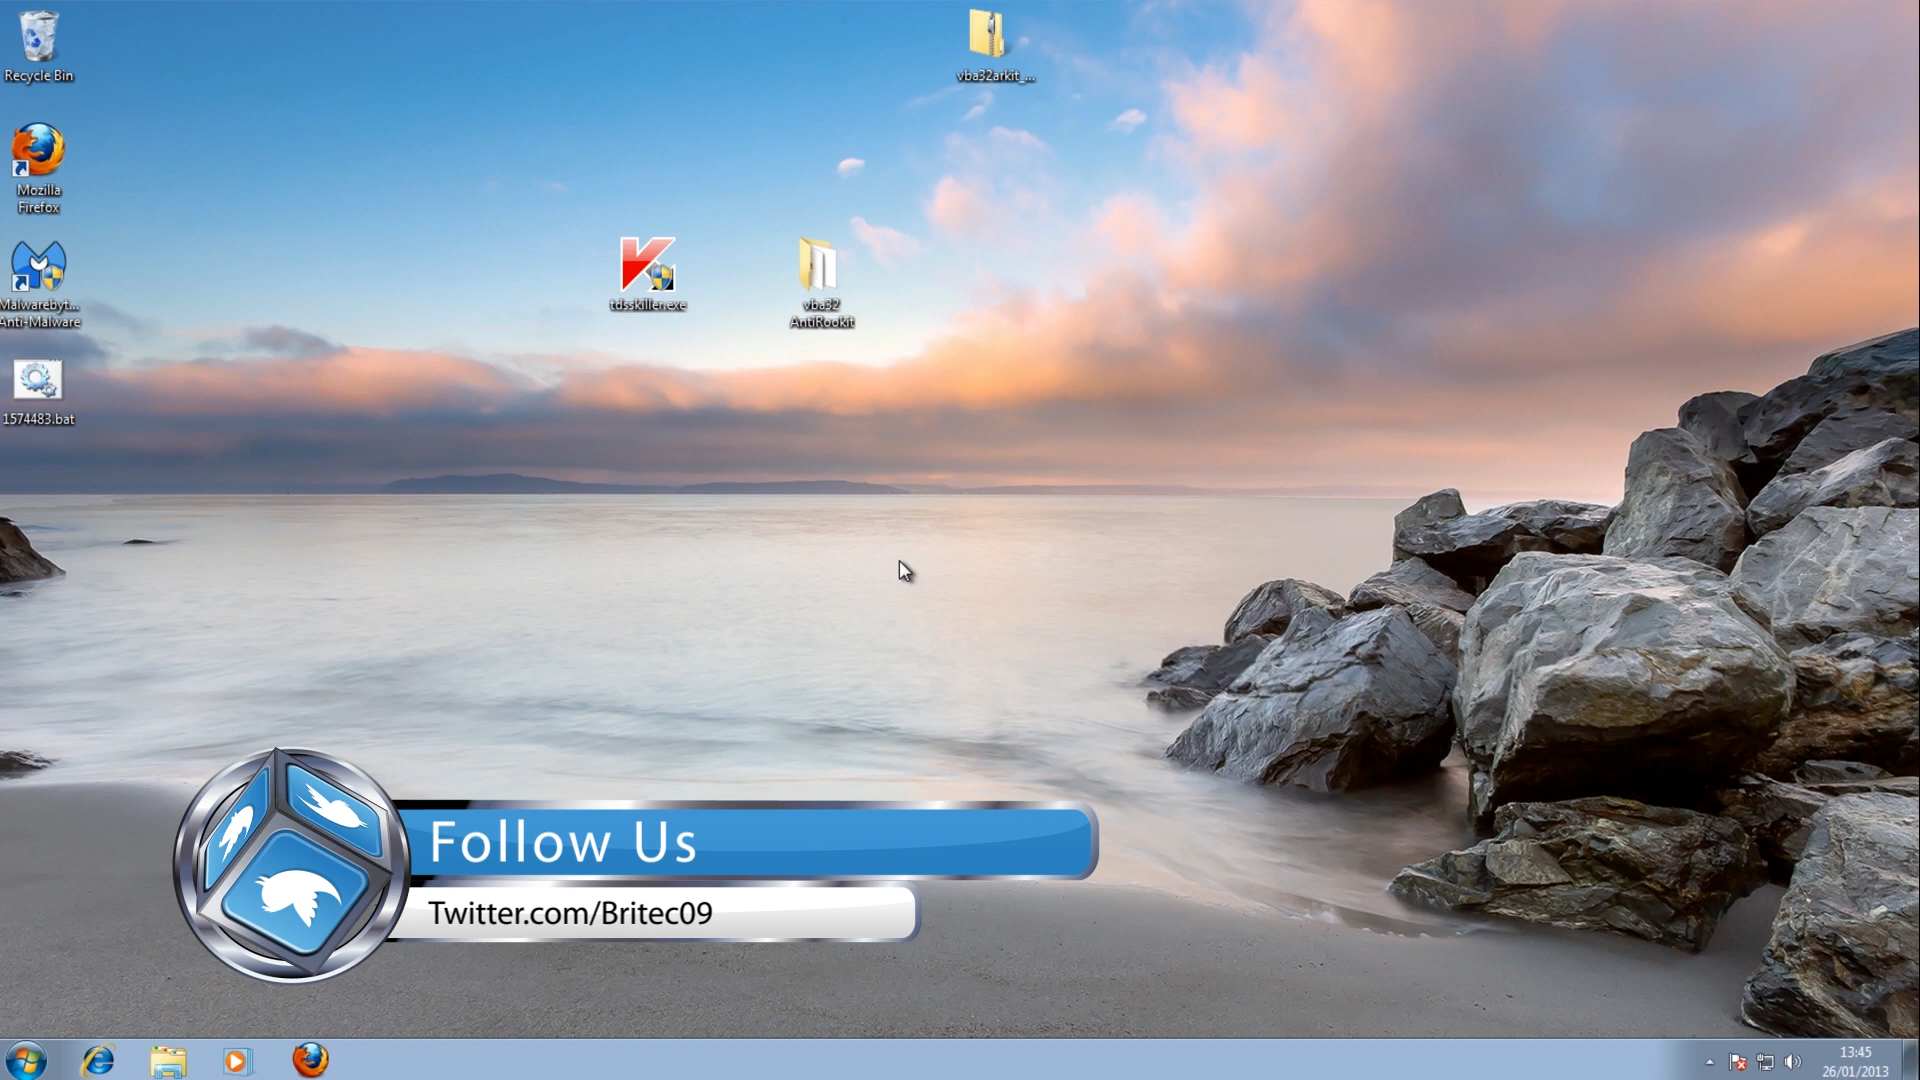 Recycle Bin
vba32arkit_...
Mozilla
Firefox
Malwarebyt...
Anti-Malware
tdsskiller.exe
vba32
AntiRootkit
1574483.bat
Follow Us
Twitter.com/Britec09
13:45
26/01/2013